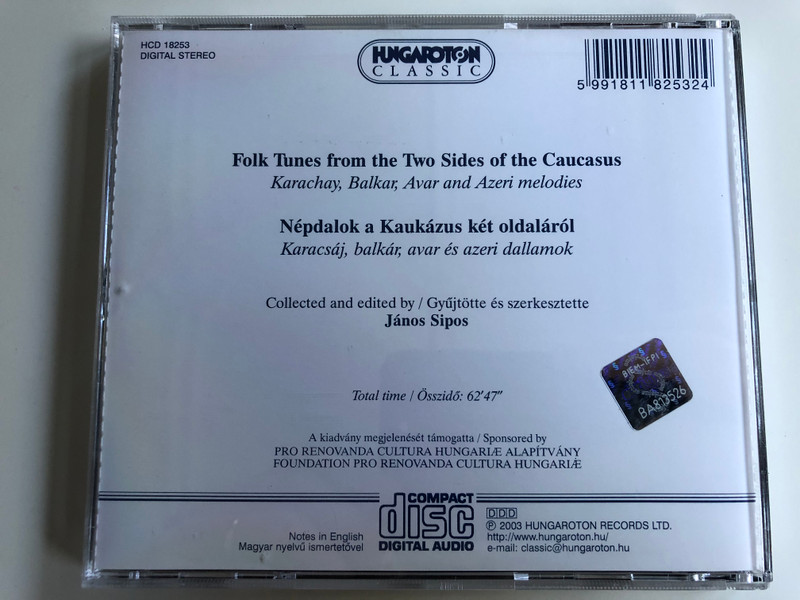 HCD 18253
DIGITAL STEREO
HUNGAROTON
CLASSIC
5 991811 825324
Folk Tunes from the Two Sides of the Caucasus
Karachay, Balkar, Avar and Azeri melodies
Népdalok a Kaukázus két oldaláról
Karacsáj, balkár, avar és azeri dallamok
Collected and edited by / Gyűjtötte és szerkesztette
János Sipos
Total time / Összidő: 62'47"
BIEM-IFPI
BA813526
A kiadvány megjelenését támogatta / Sponsored by
PRO RENOVANDA CULTURA HUNGARIÆ ALAPÍTVÁNY
FOUNDATION PRO RENOVANDA CULTURA HUNGARIÆ
Notes in English
Magyar nyelvű ismertetővel
COMPACT
disc
DIGITAL AUDIO
DDD
℗ 2003 HUNGAROTON RECORDS LTD.
http://www.hungaroton.hu/
e-mail: classic@hungaroton.hu